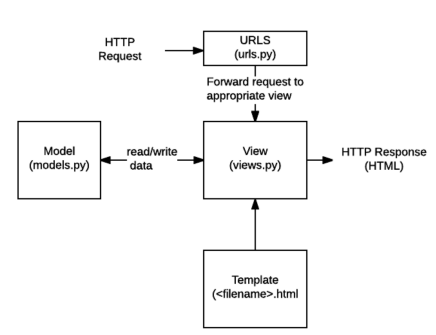 HTTP
Request
URLS
(urls.py)
Forward request to
appropriate view
Model
(models.py)
read/write
data
View
(views.py)
HTTP Response
(HTML)
Template
(<filename>.html